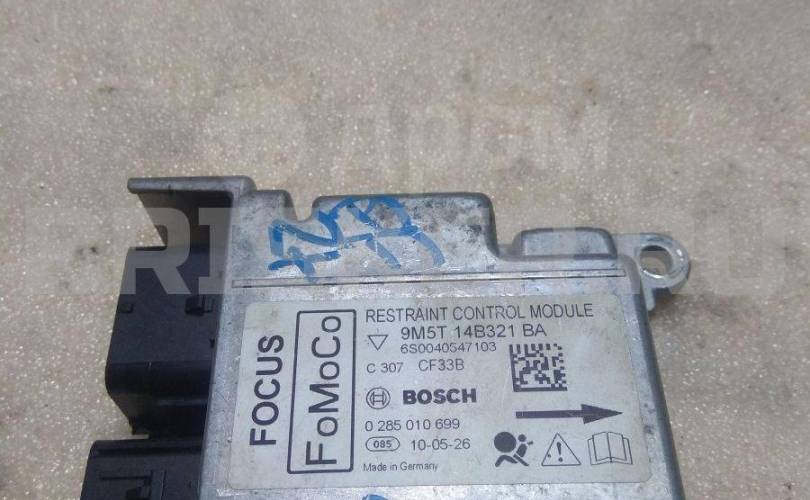 FOCUS
FoMoCo
RESTRAINT CONTROL MODULE
9M5T 14B321 BA
6S0040547103
C 307 CF33B
BOSCH
0 285 010 699
085 10-05-26
Made in Germany